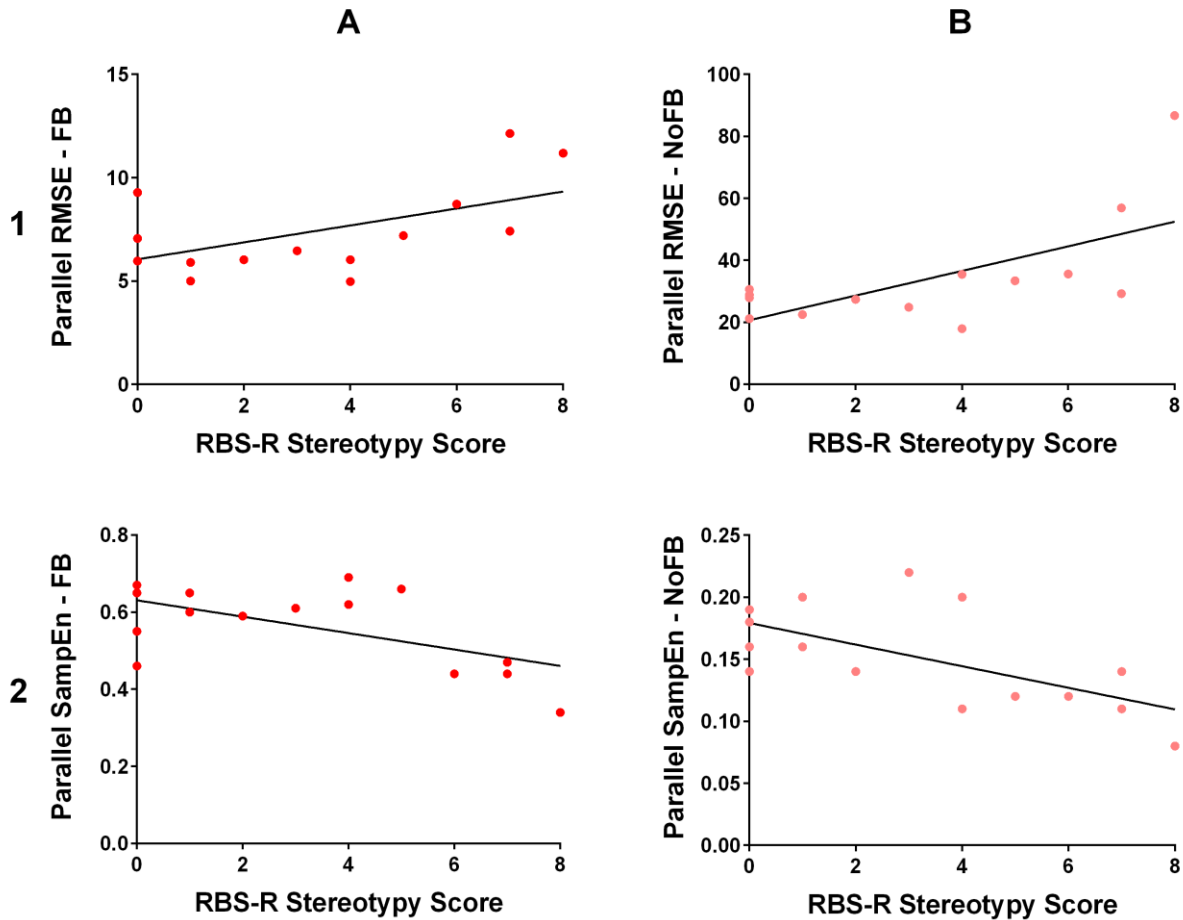 A
B
1
Parallel RMSE - FB
15
10
5
0
0 2 4 6 8
RBS-R Stereotypy Score
Parallel RMSE - NoFB
100
80
60
40
20
0
0 2 4 6 8
RBS-R Stereotypy Score
2
Parallel SampEn - FB
0.8
0.6
0.4
0.2
0.0
0 2 4 6 8
RBS-R Stereotypy Score
Parallel SampEn - NoFB
0.25
0.20
0.15
0.10
0.05
0.00
0 2 4 6 8
RBS-R Stereotypy Score